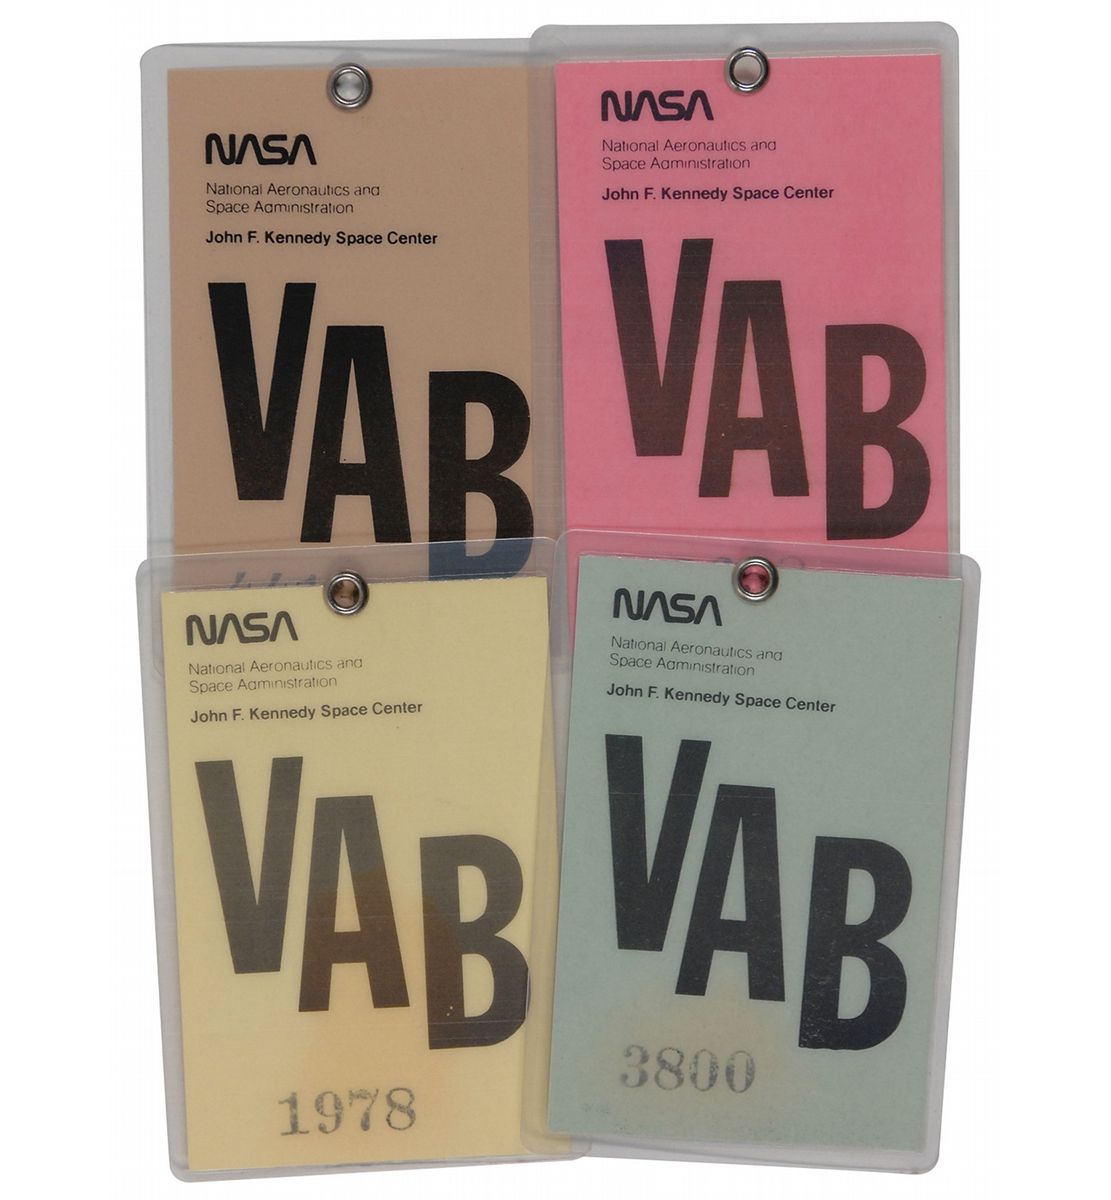 NASA
National Aeronautics and
Space Administration
John F. Kennedy Space Center
VAB
NASA
National Aeronautics and
Space Administration
John F. Kennedy Space Center
VAB
NASA
National Aeronautics and
Space Administration
John F. Kennedy Space Center
VAB
1978
NASA
National Aeronautics and
Space Administration
John F. Kennedy Space Center
VAB
3800